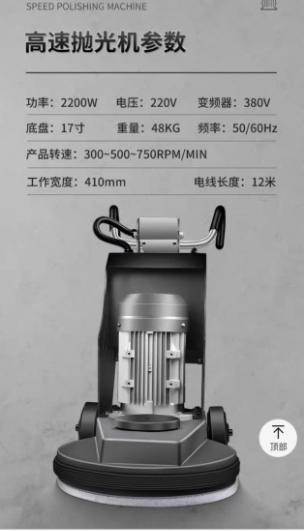 SPEED POLISHING MACHINE
高速抛光机参数
功率：2200W 电压：220V 变频器：380V
底盘：17寸 重量：48KG 频率：50/60Hz
产品转速：300~500~750RPM/MIN
工作宽度：410mm 电线长度：12米
顶部